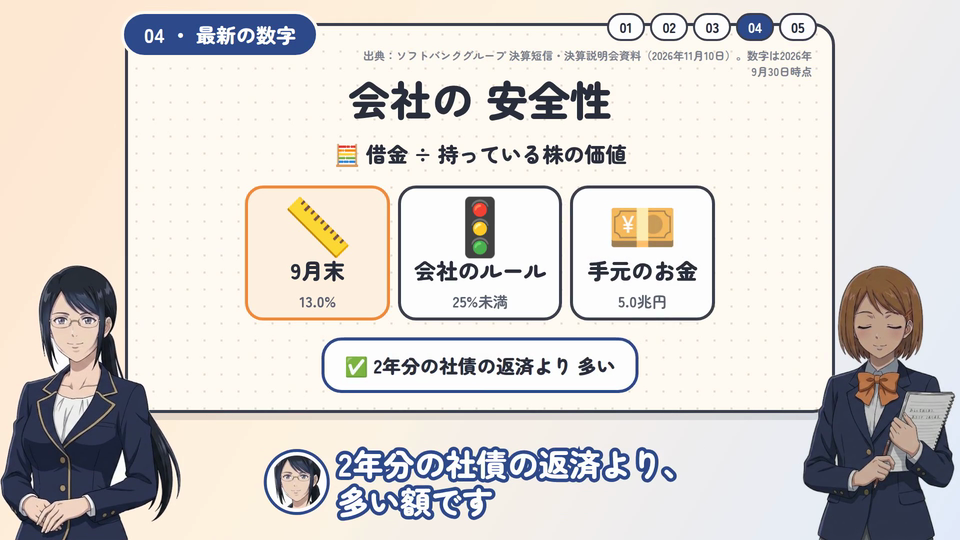 04 ・ 最新の数字
01 02 03 04 05
出典：ソフトバンクグループ 決算短信・決算説明会資料（2026年11月10日）。数字は2026年
9月30日時点
会社の 安全性
借金 ÷ 持っている株の価値
9月末
13.0%
会社のルール
25%未満
手元のお金
5.0兆円
2年分の社債の返済より 多い
2年分の社債の返済より、
多い額です